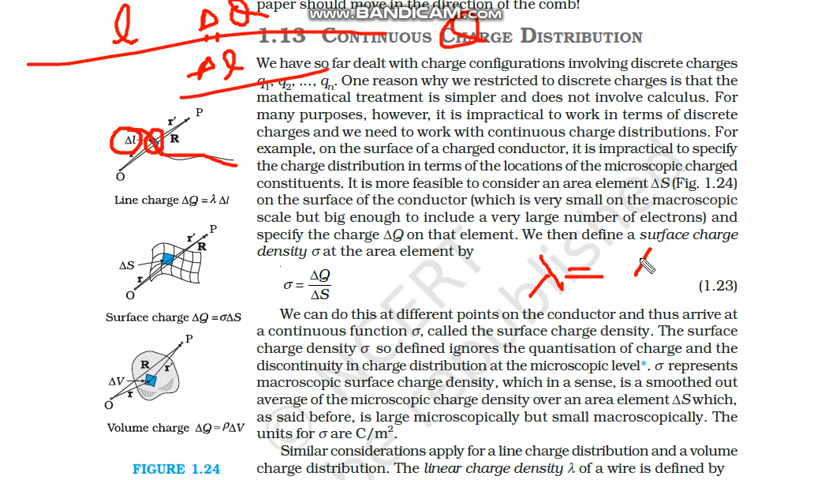 paper should move in the direction of the comb!
www.BANDICAM.com
l ΔQ
Δl
1.13 CONTINUOUS CHARGE DISTRIBUTION
We have so far dealt with charge configurations involving discrete charges
q1, q2, ..., qn. One reason why we restricted to discrete charges is that the
mathematical treatment is simpler and does not involve calculus. For
many purposes, however, it is impractical to work in terms of discrete
charges and we need to work with continuous charge distributions. For
example, on the surface of a charged conductor, it is impractical to specify
the charge distribution in terms of the locations of the microscopic charged
constituents. It is more feasible to consider an area element ΔS (Fig. 1.24)
on the surface of the conductor (which is very small on the macroscopic
scale but big enough to include a very large number of electrons) and
specify the charge ΔQ on that element. We then define a surface charge
density σ at the area element by
σ = ΔQ/ΔS (1.23)
λ =
We can do this at different points on the conductor and thus arrive at
a continuous function σ, called the surface charge density. The surface
charge density σ so defined ignores the quantisation of charge and the
discontinuity in charge distribution at the microscopic level*. σ represents
macroscopic surface charge density, which in a sense, is a smoothed out
average of the microscopic charge density over an area element ΔS which,
as said before, is large microscopically but small macroscopically. The
units for σ are C/m².
Similar considerations apply for a line charge distribution and a volume
charge distribution. The linear charge density λ of a wire is defined by
P
r'
Δl R
O
Line charge ΔQ = λ Δl
P
r'
R
ΔS
r
O
Surface charge ΔQ = σΔS
P
R r'
ΔV
r
O
Volume charge ΔQ = ρΔV
FIGURE 1.24
© NCERT
be republished